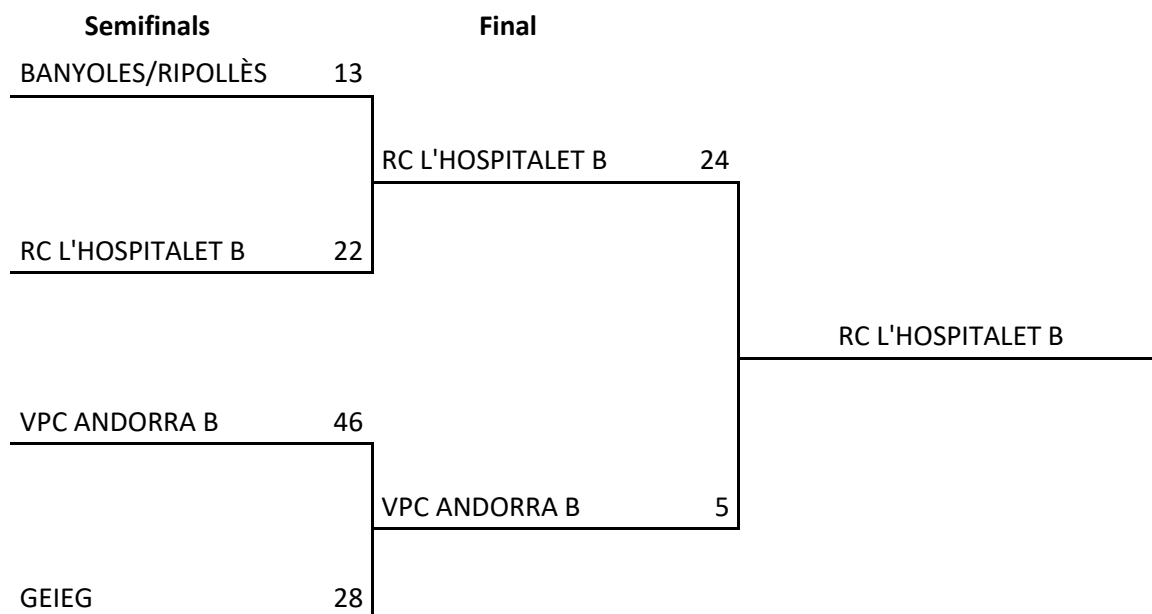 Semifinals Final
BANYOLES/RIPOLLÈS 13
RC L'HOSPITALET B 24
RC L'HOSPITALET B 22
RC L'HOSPITALET B
VPC ANDORRA B 46
VPC ANDORRA B 5
GEIEG 28